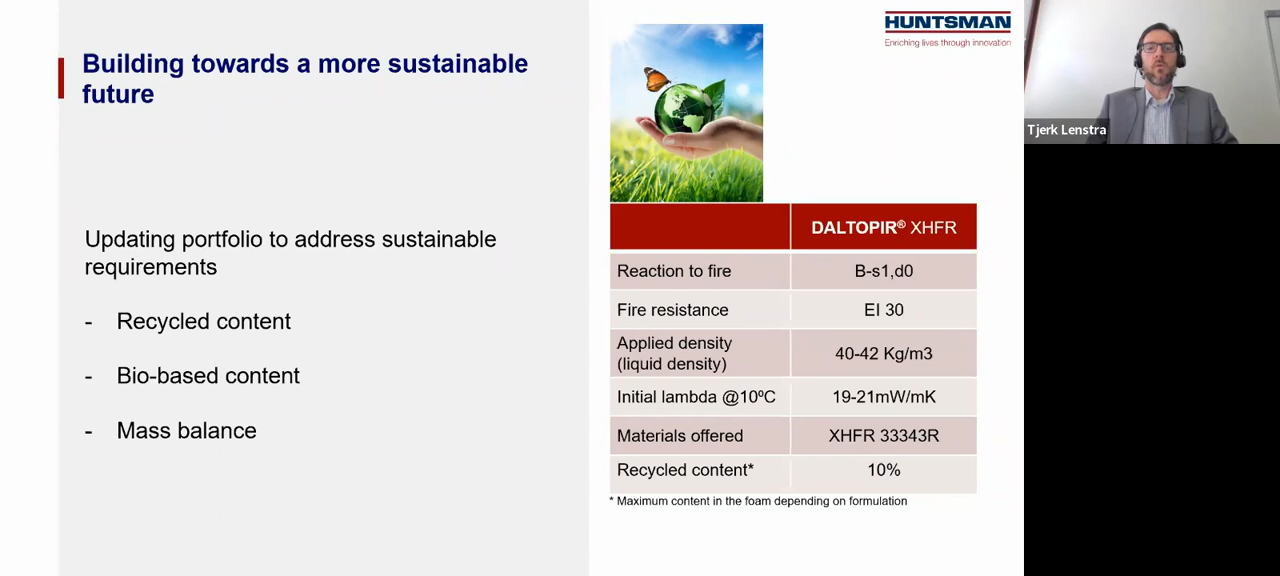 Building towards a more sustainable
future
Updating portfolio to address sustainable
requirements
- Recycled content
- Bio-based content
- Mass balance
HUNTSMAN
Enriching lives through innovation
DALTOPIR® XHFR
Reaction to fire B-s1,d0
Fire resistance EI 30
Applied density
(liquid density) 40-42 Kg/m3
Initial lambda @10ºC 19-21mW/mK
Materials offered XHFR 33343R
Recycled content* 10%
* Maximum content in the foam depending on formulation
Tjerk Lenstra